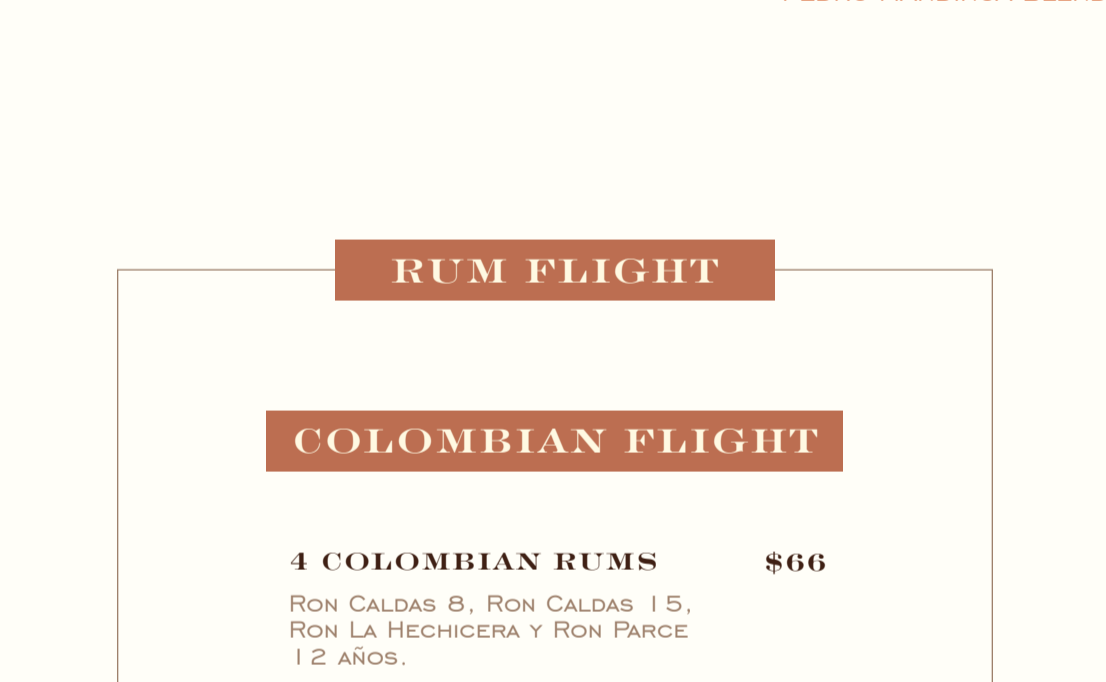 RUM FLIGHT
COLOMBIAN FLIGHT
4 COLOMBIAN RUMS $66
RON CALDAS 8, RON CALDAS 15,
RON LA HECHICERA Y RON PARCE
12 AÑOS.